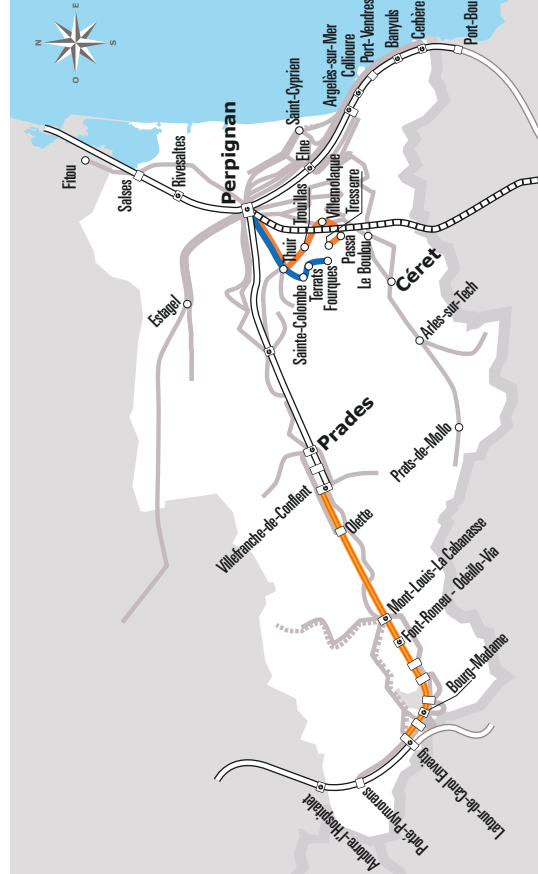 N
E
S
O
Fitou
Salses
Rivesaltes
Perpignan
Saint-Cyprien
Elne
Argelès-sur-Mer
Collioure
Port-Vendres
Banyuls
Cerbère
Port-Bou
Estagel
Thuir
Trouillas
Villemolaque
Tresserre
Sainte-Colombe
Terrats
Fourques
Passa
Le Boulou
Céret
Arles-sur-Tech
Prats-de-Mollo
Prades
Villefranche-de-Conflent
Olette
Mont-Louis-La Cabanasse
Font-Romeu - Odeillo-Via
Bourg-Madame
Latour-de-Carol Enveitg
Porté-Puymorens
Andorre-l'Hospitalet